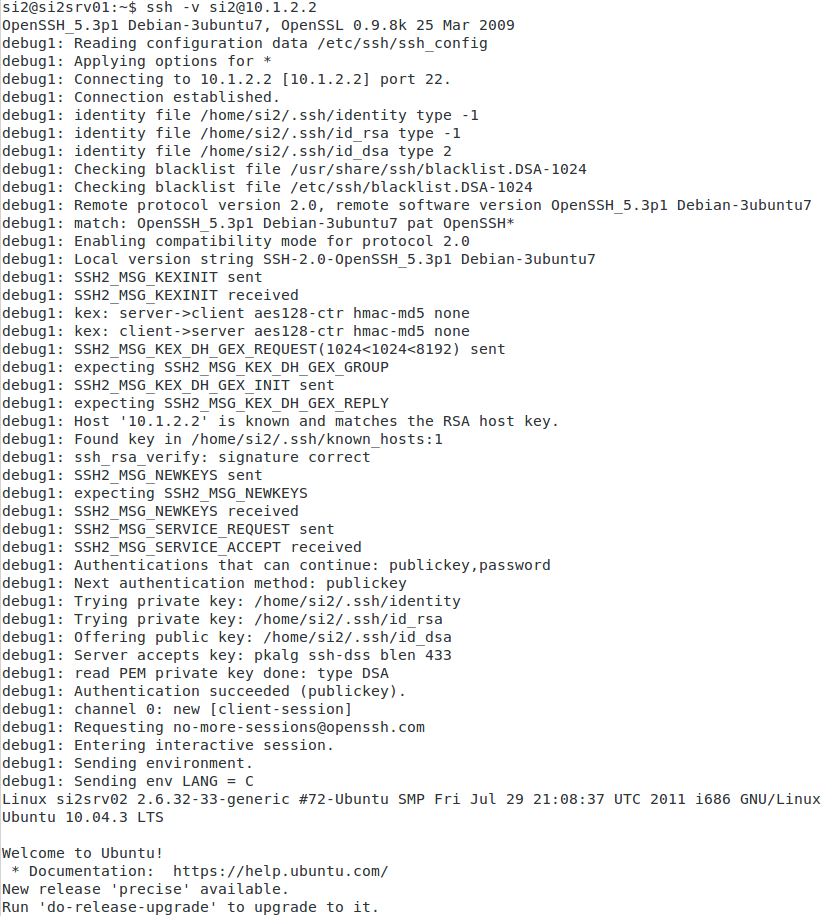 si2@si2srv01:~$ ssh -v si2@10.1.2.2
OpenSSH_5.3p1 Debian-3ubuntu7, OpenSSL 0.9.8k 25 Mar 2009
debug1: Reading configuration data /etc/ssh/ssh_config
debug1: Applying options for *
debug1: Connecting to 10.1.2.2 [10.1.2.2] port 22.
debug1: Connection established.
debug1: identity file /home/si2/.ssh/identity type -1
debug1: identity file /home/si2/.ssh/id_rsa type -1
debug1: identity file /home/si2/.ssh/id_dsa type 2
debug1: Checking blacklist file /usr/share/ssh/blacklist.DSA-1024
debug1: Checking blacklist file /etc/ssh/blacklist.DSA-1024
debug1: Remote protocol version 2.0, remote software version OpenSSH_5.3p1 Debian-3ubuntu7
debug1: match: OpenSSH_5.3p1 Debian-3ubuntu7 pat OpenSSH*
debug1: Enabling compatibility mode for protocol 2.0
debug1: Local version string SSH-2.0-OpenSSH_5.3p1 Debian-3ubuntu7
debug1: SSH2_MSG_KEXINIT sent
debug1: SSH2_MSG_KEXINIT received
debug1: kex: server->client aes128-ctr hmac-md5 none
debug1: kex: client->server aes128-ctr hmac-md5 none
debug1: SSH2_MSG_KEX_DH_GEX_REQUEST(1024<1024<8192) sent
debug1: expecting SSH2_MSG_KEX_DH_GEX_GROUP
debug1: SSH2_MSG_KEX_DH_GEX_INIT sent
debug1: expecting SSH2_MSG_KEX_DH_GEX_REPLY
debug1: Host '10.1.2.2' is known and matches the RSA host key.
debug1: Found key in /home/si2/.ssh/known_hosts:1
debug1: ssh_rsa_verify: signature correct
debug1: SSH2_MSG_NEWKEYS sent
debug1: expecting SSH2_MSG_NEWKEYS
debug1: SSH2_MSG_NEWKEYS received
debug1: SSH2_MSG_SERVICE_REQUEST sent
debug1: SSH2_MSG_SERVICE_ACCEPT received
debug1: Authentications that can continue: publickey,password
debug1: Next authentication method: publickey
debug1: Trying private key: /home/si2/.ssh/identity
debug1: Trying private key: /home/si2/.ssh/id_rsa
debug1: Offering public key: /home/si2/.ssh/id_dsa
debug1: Server accepts key: pkalg ssh-dss blen 433
debug1: read PEM private key done: type DSA
debug1: Authentication succeeded (publickey).
debug1: channel 0: new [client-session]
debug1: Requesting no-more-sessions@openssh.com
debug1: Entering interactive session.
debug1: Sending environment.
debug1: Sending env LANG = C
Linux si2srv02 2.6.32-33-generic #72-Ubuntu SMP Fri Jul 29 21:08:37 UTC 2011 i686 GNU/Linux
Ubuntu 10.04.3 LTS

Welcome to Ubuntu!
 * Documentation:  https://help.ubuntu.com/
New release 'precise' available.
Run 'do-release-upgrade' to upgrade to it.